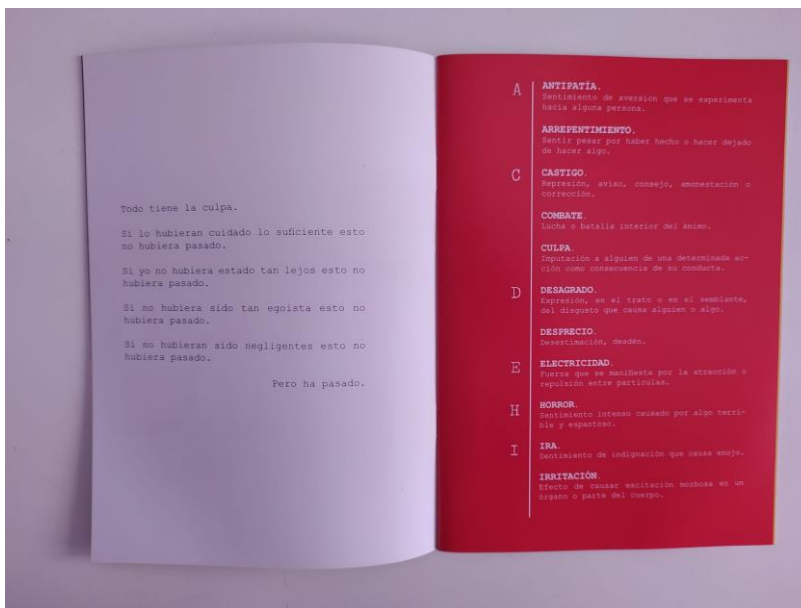 Todo tiene la culpa.
Si lo hubieran cuidado lo suficiente esto
no hubiera pasado.
Si yo no hubiera estado tan lejos esto no
hubiera pasado.
Si no hubiera sido tan egoista esto no
hubiera pasado.
Si no hubieran sido negligentes esto no
hubiera pasado.
Pero ha pasado.
A
ANTIPATÍA.
Sentimiento de aversión que se experimenta
hacia alguna persona.
ARREPENTIMIENTO.
Sentir pesar por haber hecho o hacer dejado
de hacer algo.
C
CASTIGO.
Represión, aviso, consejo, amonestación o
corrección.
COMBATE.
Lucha o batalla interior del ánimo.
CULPA.
Imputación a alguien de una determinada ac-
ción como consecuencia de su conducta.
D
DESAGRADO.
Expresión, en el trato o en el semblante,
del disgusto que causa alguien o algo.
DESPRECIO.
Desestimación, desdén.
E
ELECTRICIDAD.
Fuerza que se manifiesta por la atracción o
repulsión entre partículas.
H
HORROR.
Sentimiento intenso causado por algo terri-
ble y espantoso.
I
IRA.
Sentimiento de indignación que causa enojo.
IRRITACIÓN.
Efecto de causar excitación morbosa en un
órgano o parte del cuerpo.